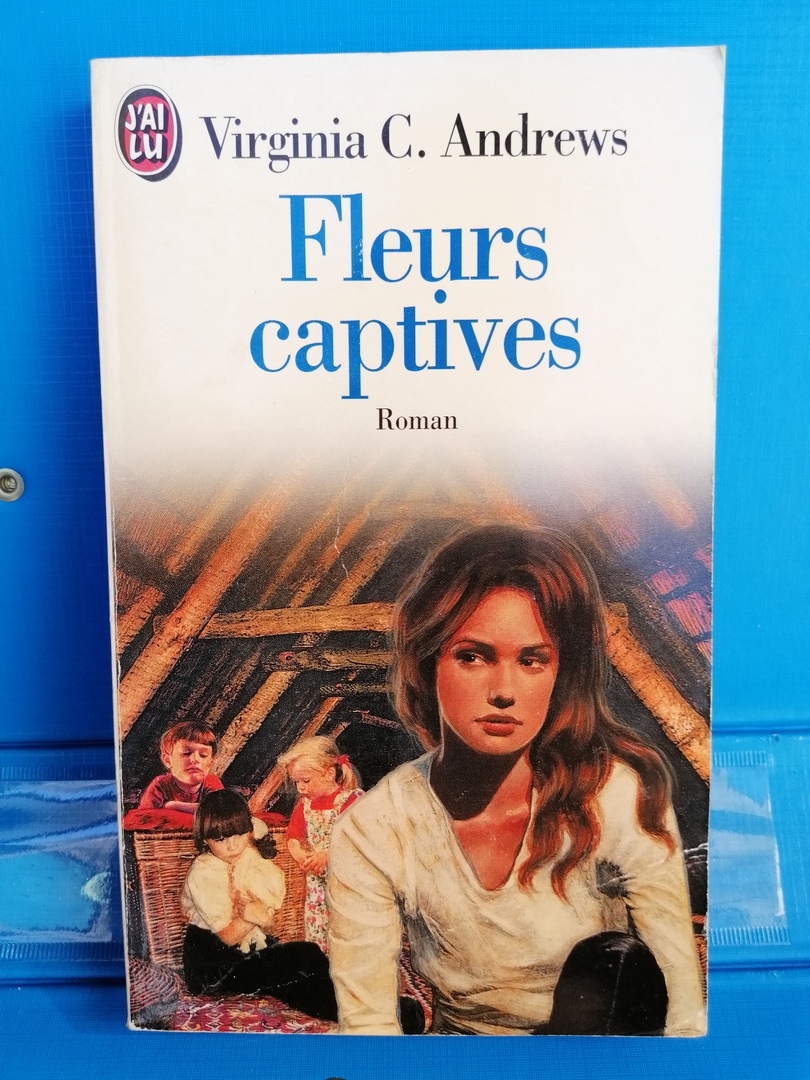 J'AI
LU
Virginia C. Andrews
Fleurs
captives
Roman